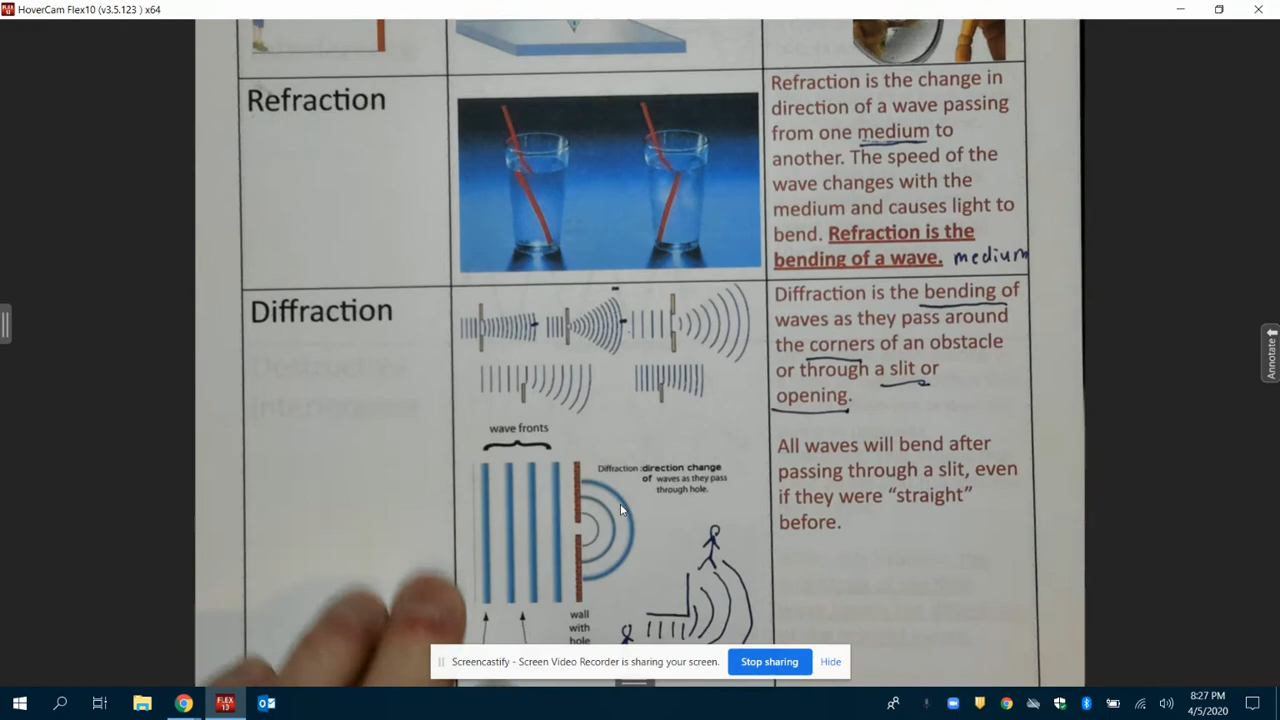 HoverCam Flex10 (v3.5.123) x64
Refraction
Refraction is the change in
direction of a wave passing
from one medium to
another. The speed of the
wave changes with the
medium and causes light to
bend. Refraction is the
bending of a wave. medium
Diffraction
Diffraction is the bending of
waves as they pass around
the corners of an obstacle
or through a slit or
opening.
All waves will bend after
passing through a slit, even
if they were “straight”
before.
wave fronts
Diffraction : direction change
of waves as they pass
through hole.
wall
with
hole
Annotate
Screencastify - Screen Video Recorder is sharing your screen.
Stop sharing
Hide
FLEX
13
8:27 PM
4/5/2020